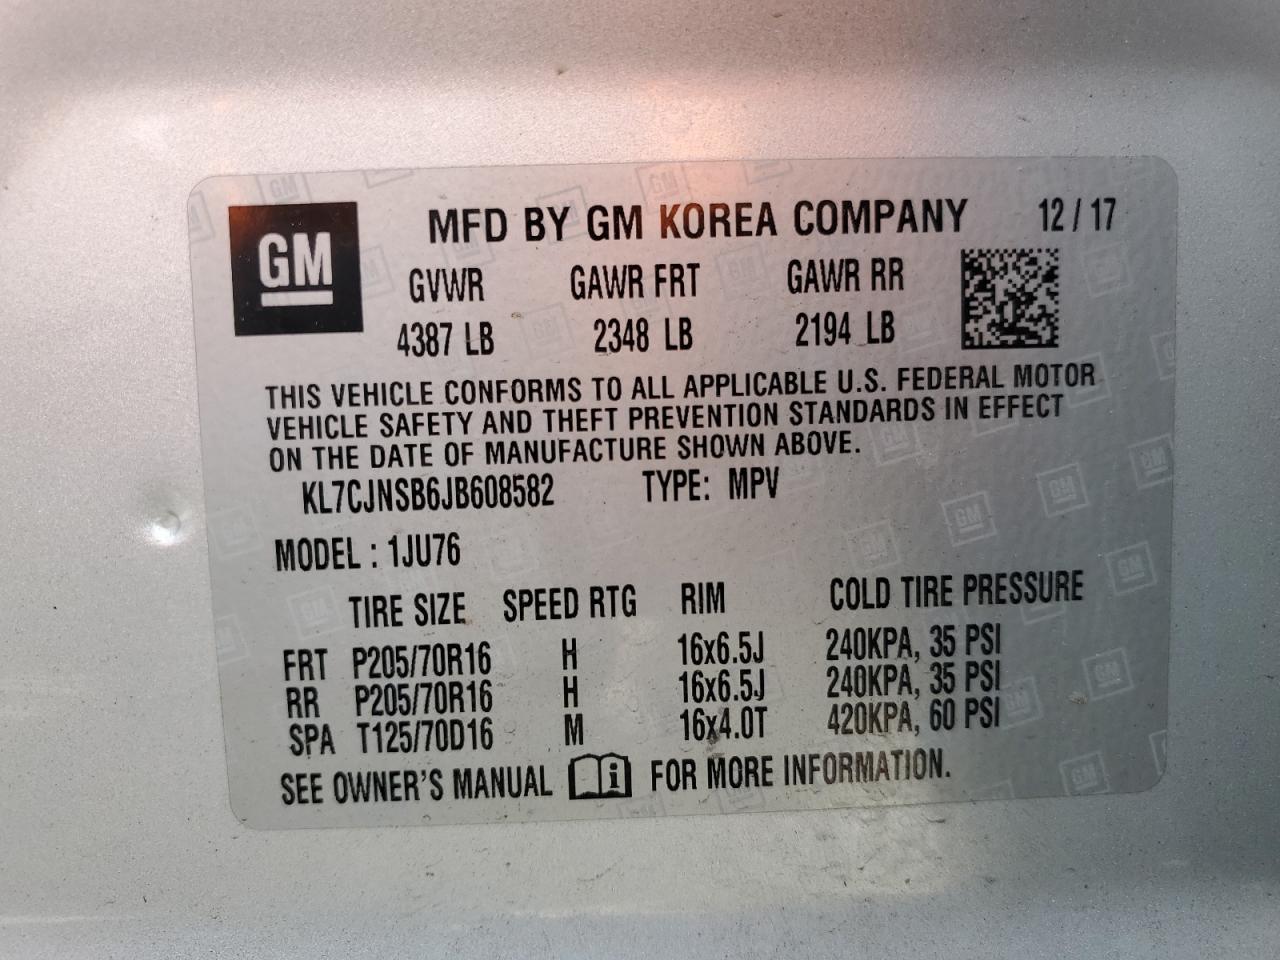 GM MFD BY GM KOREA COMPANY 12 / 17
GVWR GAWR FRT GAWR RR
4387 LB 2348 LB 2194 LB
THIS VEHICLE CONFORMS TO ALL APPLICABLE U.S. FEDERAL MOTOR
VEHICLE SAFETY AND THEFT PREVENTION STANDARDS IN EFFECT
ON THE DATE OF MANUFACTURE SHOWN ABOVE.
KL7CJNSB6JB608582 TYPE: MPV
MODEL : 1JU76
TIRE SIZE SPEED RTG RIM COLD TIRE PRESSURE
FRT P205/70R16 H 16x6.5J 240KPA, 35 PSI
RR P205/70R16 H 16x6.5J 240KPA, 35 PSI
SPA T125/70D16 M 16x4.0T 420KPA, 60 PSI
SEE OWNER'S MANUAL i FOR MORE INFORMATION.